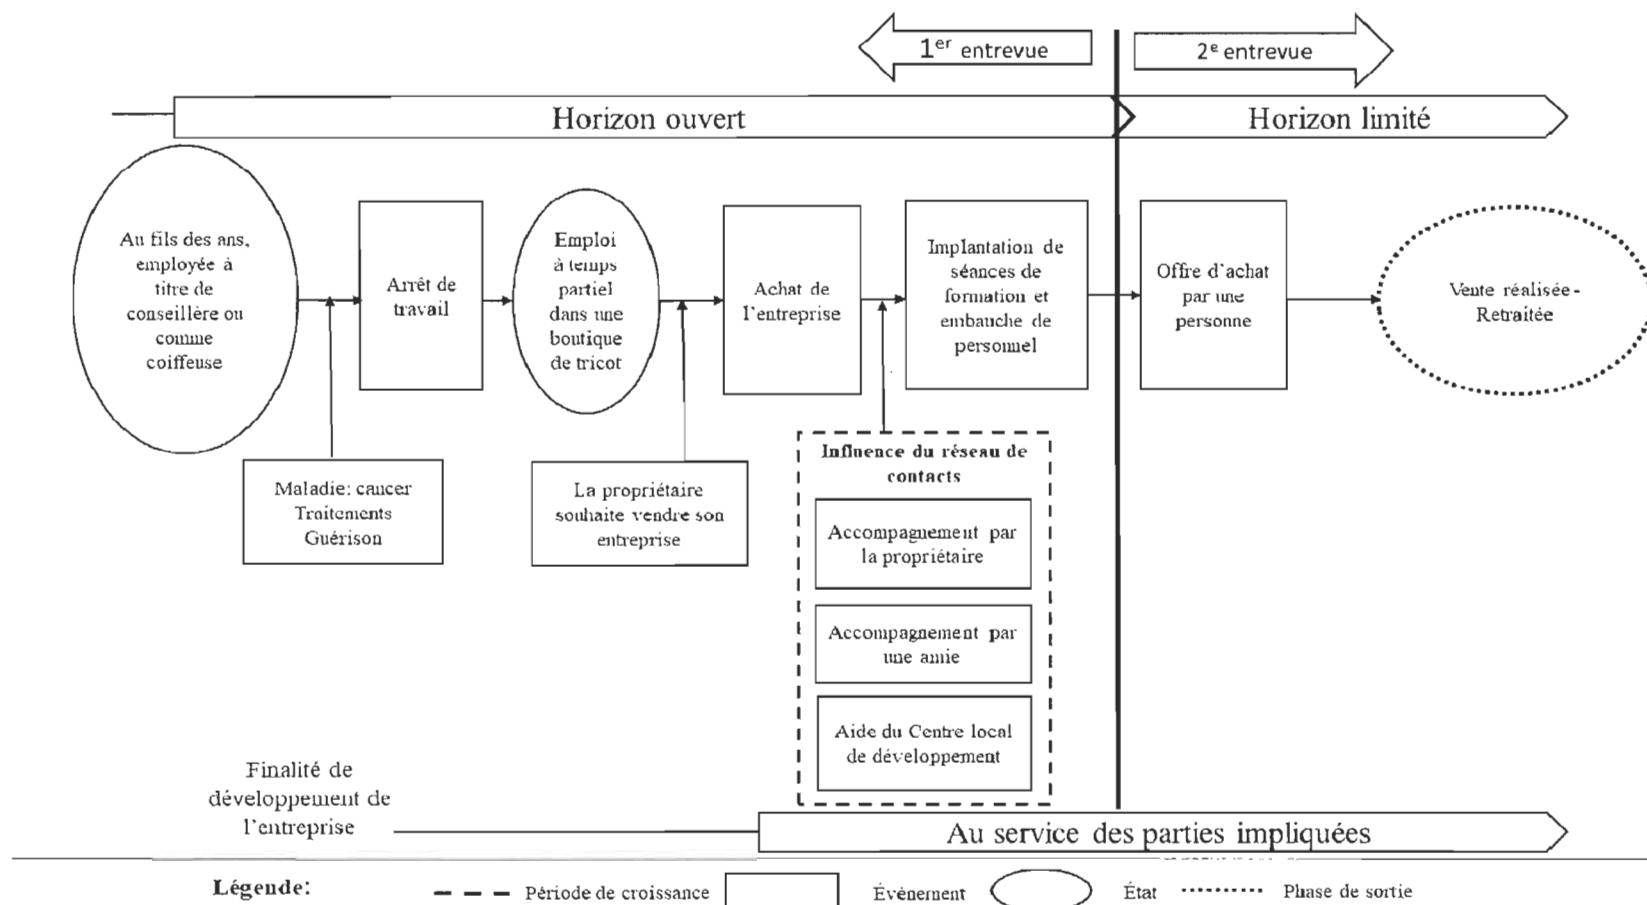 1er entrevue
2e entrevue
Horizon ouvert
Horizon limité
Au fils des ans,
employée à
titre de
conseillère ou
comme
coiffeuse
Arrêt de
travail
Emploi
à temps
partiel
dans une
boutique
de tricot
Achat de
l'entreprise
Implantation de
séances de
formation et
embauche de
personnel
Offre d'achat
par une
personne
Vente réalisée-
Retraitée
Maladie: cancer
Traitements
Guérison
La propriétaire
souhaite vendre son
entreprise
Influence du réseau de
contacts
Accompagnement par
la propriétaire
Accompagnement par
une amie
Aide du Centre local
de développement
Finalité de
développement de
l'entreprise
Au service des parties impliquées
Légende:
Période de croissance
Événement
État
Phase de sortie